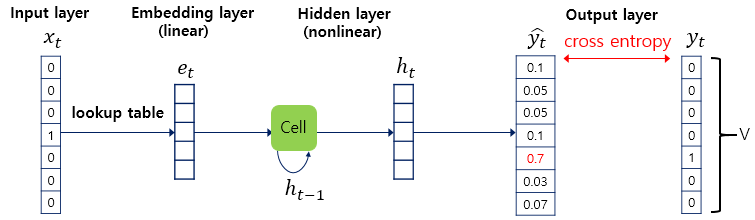 Input layer
Embedding layer
(linear)
Hidden layer
(nonlinear)
Output layer
x_t
e_t
h_t
ŷ_t
cross entropy
y_t
0
0
0
1
0
0
0
lookup table
Cell
h_{t-1}
0.1
0.05
0.05
0.1
0.7
0.03
0.07
0
0
0
0
1
0
0
V